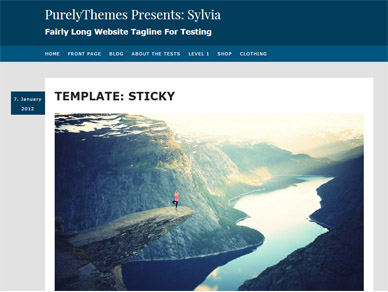 PurelyThemes Presents: Sylvia
Fairly Long Website Tagline For Testing
HOME FRONT PAGE BLOG ABOUT THE TESTS LEVEL 1 SHOP CLOTHING
7. January
2012
TEMPLATE: STICKY